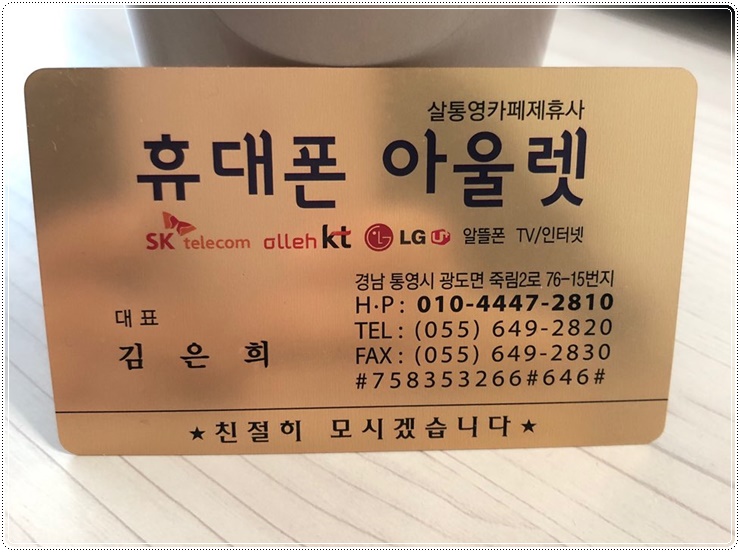 살통영카페제휴사
휴대폰 아울렛
SK telecom olleh kt LG LG U+ 알뜰폰 TV/인터넷
경남 통영시 광도면 죽림2로 76-15번지
H·P : 010-4447-2810
대표
TEL : (055) 649-2820
김은희
FAX : (055) 649-2830
#758353266#646#
★친절히 모시겠습니다★